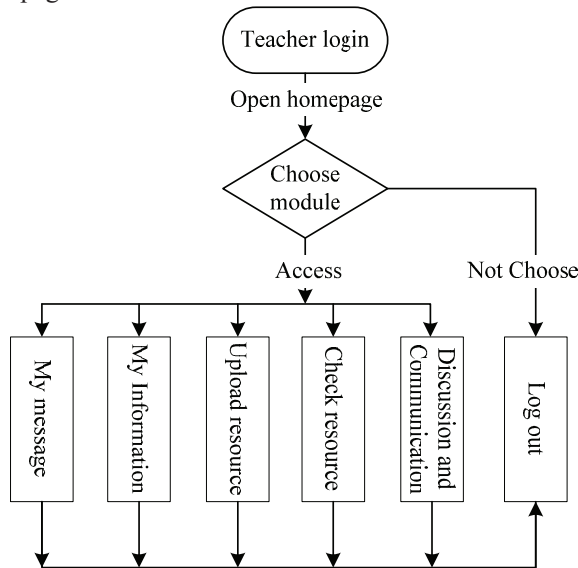 Teacher login
Open homepage
Choose
module
Access
Not Choose
My message
My Information
Upload resource
Check resource
Discussion and
Communication
Log out